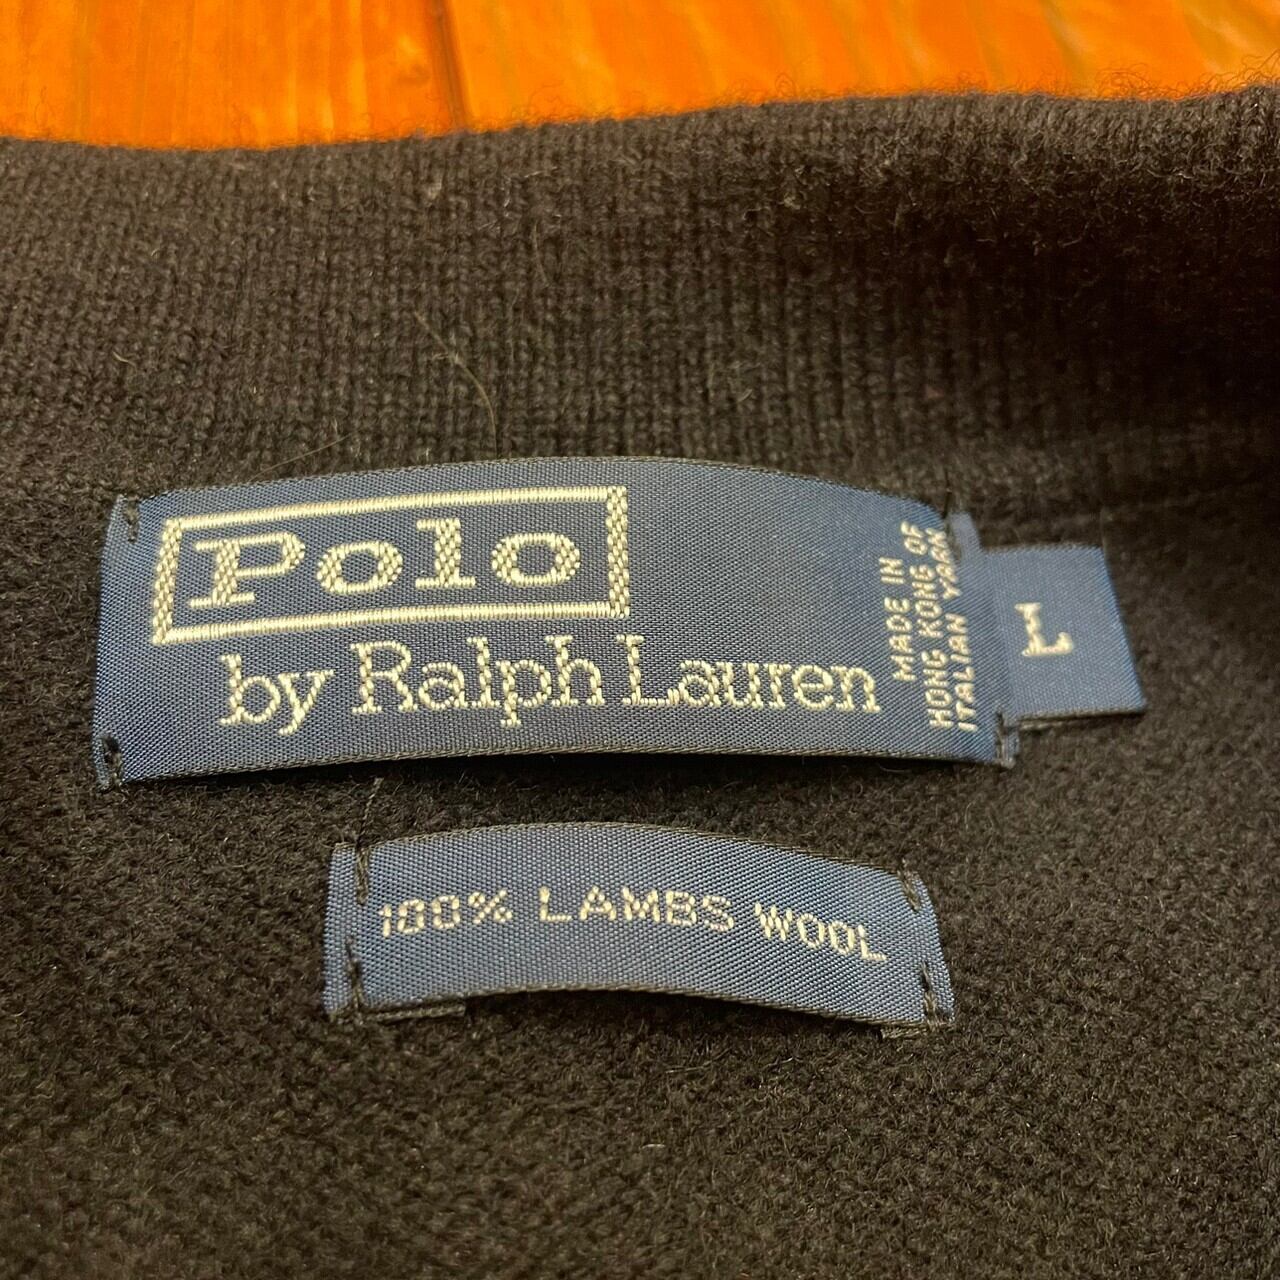 Polo
by Ralph Lauren
MADE IN
HONG KONG OF
ITALIAN YARN
L
100% LAMBS WOOL